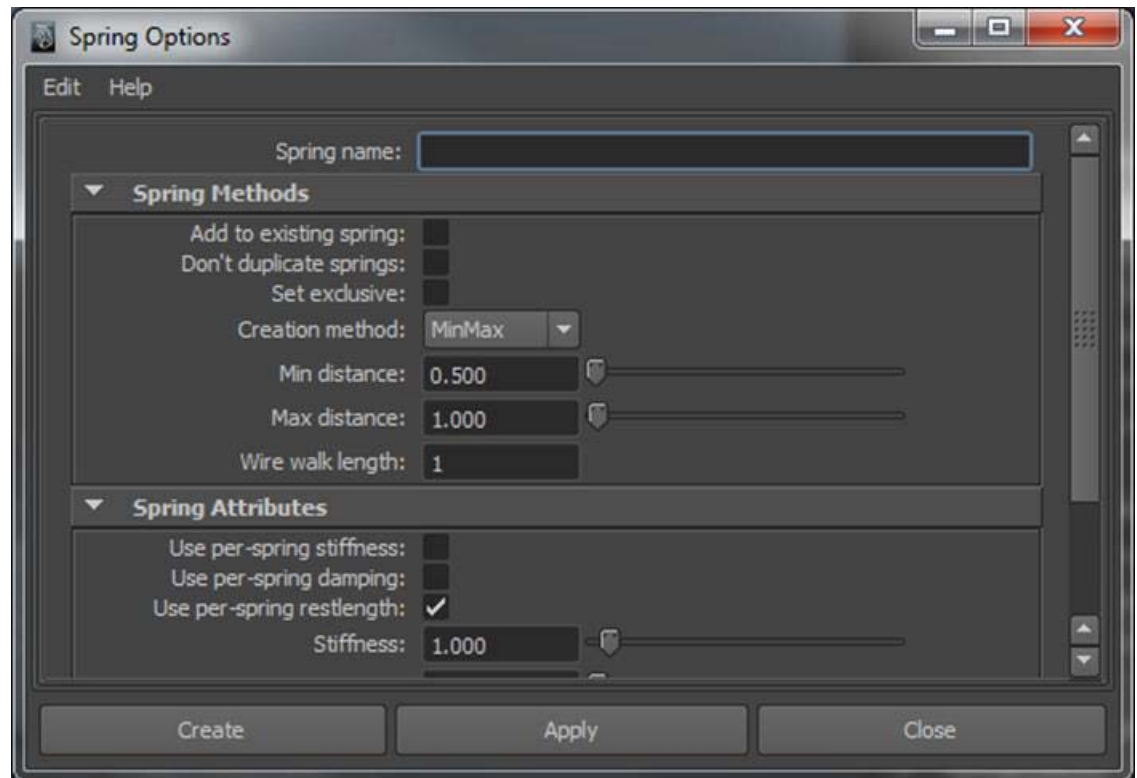 Spring Options
Edit Help
Spring name:
Spring Methods
Add to existing spring:
Don't duplicate springs:
Set exclusive:
Creation method: MinMax
Min distance: 0.500
Max distance: 1.000
Wire walk length: 1
Spring Attributes
Use per-spring stiffness:
Use per-spring damping:
Use per-spring restlength:
Stiffness: 1.000
Create Apply Close